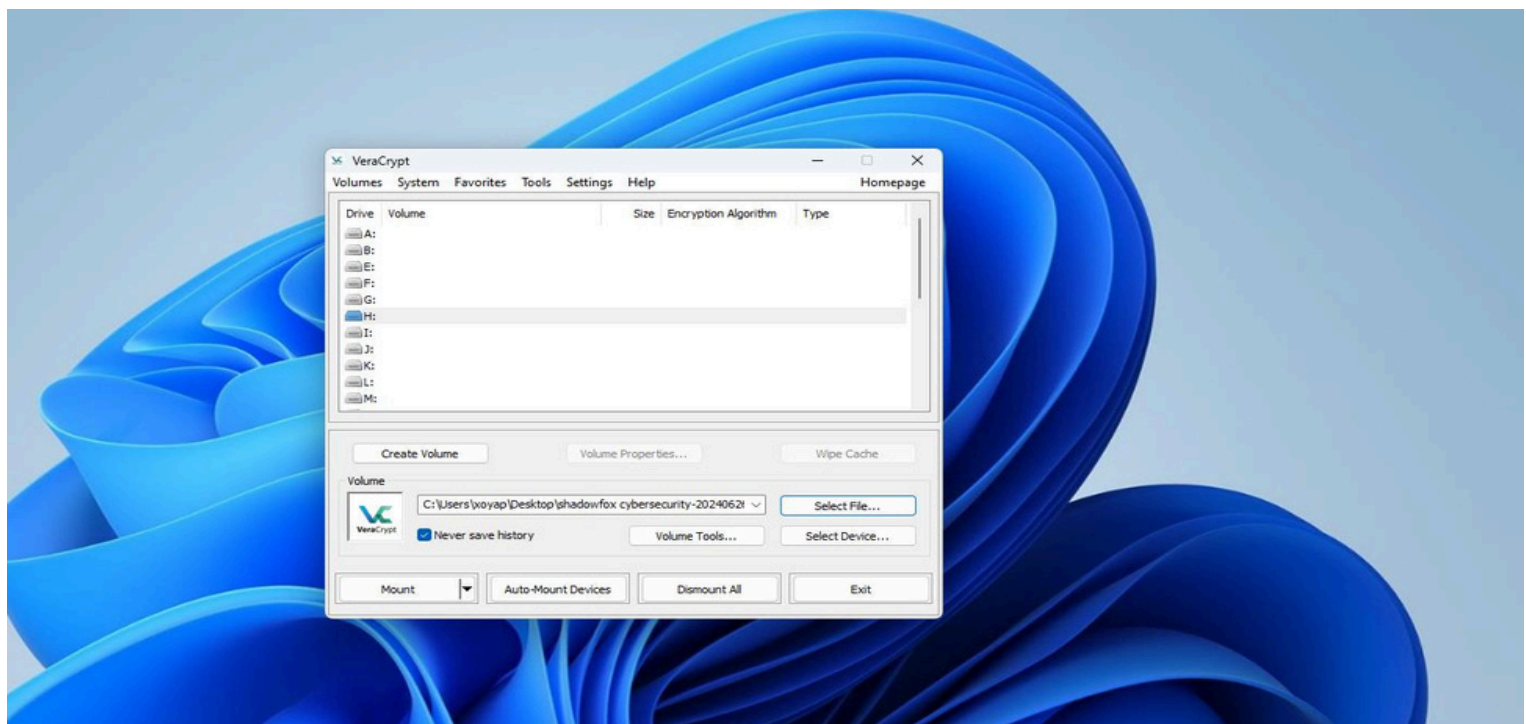 VeraCrypt
Volumes System Favorites Tools Settings Help Homepage
Drive Volume Size Encryption Algorithm Type
A:
B:
E:
F:
G:
H:
I:
J:
K:
L:
M:
Create Volume Volume Properties... Wipe Cache
Volume
C:\Users\xoyap\Desktop\shadowfox cybersecurity-2024062 Select File...
VeraCrypt
Never save history Volume Tools... Select Device...
Mount Auto-Mount Devices Dismount All Exit